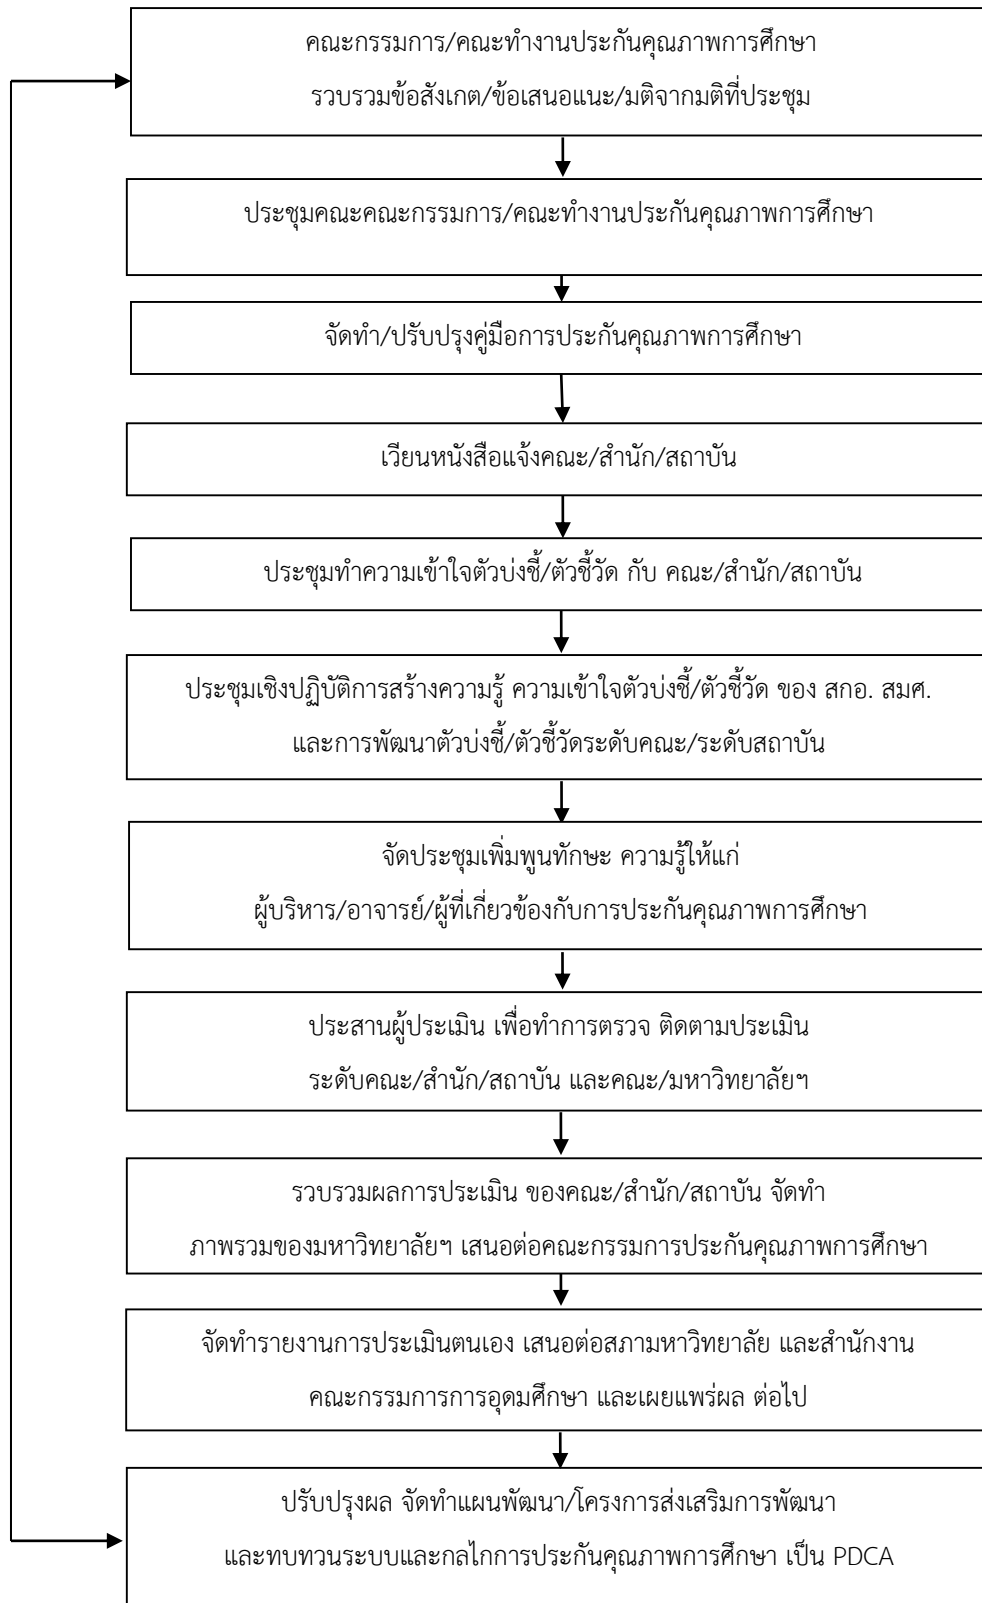 คณะกรรมการ/คณะทำงานประกันคุณภาพการศึกษา
รวบรวมข้อสังเกต/ข้อเสนอแนะ/มติจากมติที่ประชุม
ประชุมคณะคณะกรรมการ/คณะทำงานประกันคุณภาพการศึกษา
จัดทำ/ปรับปรุงคู่มือการประกันคุณภาพการศึกษา
เวียนหนังสือแจ้งคณะ/สำนัก/สถาบัน
ประชุมทำความเข้าใจตัวบ่งชี้/ตัวชี้วัด กับ คณะ/สำนัก/สถาบัน
ประชุมเชิงปฏิบัติการสร้างความรู้ ความเข้าใจตัวบ่งชี้/ตัวชี้วัด ของ สกอ. สมศ.
และการพัฒนาตัวบ่งชี้/ตัวชี้วัดระดับคณะ/ระดับสถาบัน
จัดประชุมเพิ่มพูนทักษะ ความรู้ให้แก่
ผู้บริหาร/อาจารย์/ผู้ที่เกี่ยวข้องกับการประกันคุณภาพการศึกษา
ประสานผู้ประเมิน เพื่อทำการตรวจ ติดตามประเมิน
ระดับคณะ/สำนัก/สถาบัน และคณะ/มหาวิทยาลัยฯ
รวบรวมผลการประเมิน ของคณะ/สำนัก/สถาบัน จัดทำ
ภาพรวมของมหาวิทยาลัยฯ เสนอต่อคณะกรรมการประกันคุณภาพการศึกษา
จัดทำรายงานการประเมินตนเอง เสนอต่อสภามหาวิทยาลัย และสำนักงาน
คณะกรรมการการอุดมศึกษา และเผยแพร่ผล ต่อไป
ปรับปรุงผล จัดทำแผนพัฒนา/โครงการส่งเสริมการพัฒนา
และทบทวนระบบและกลไกการประกันคุณภาพการศึกษา เป็น PDCA